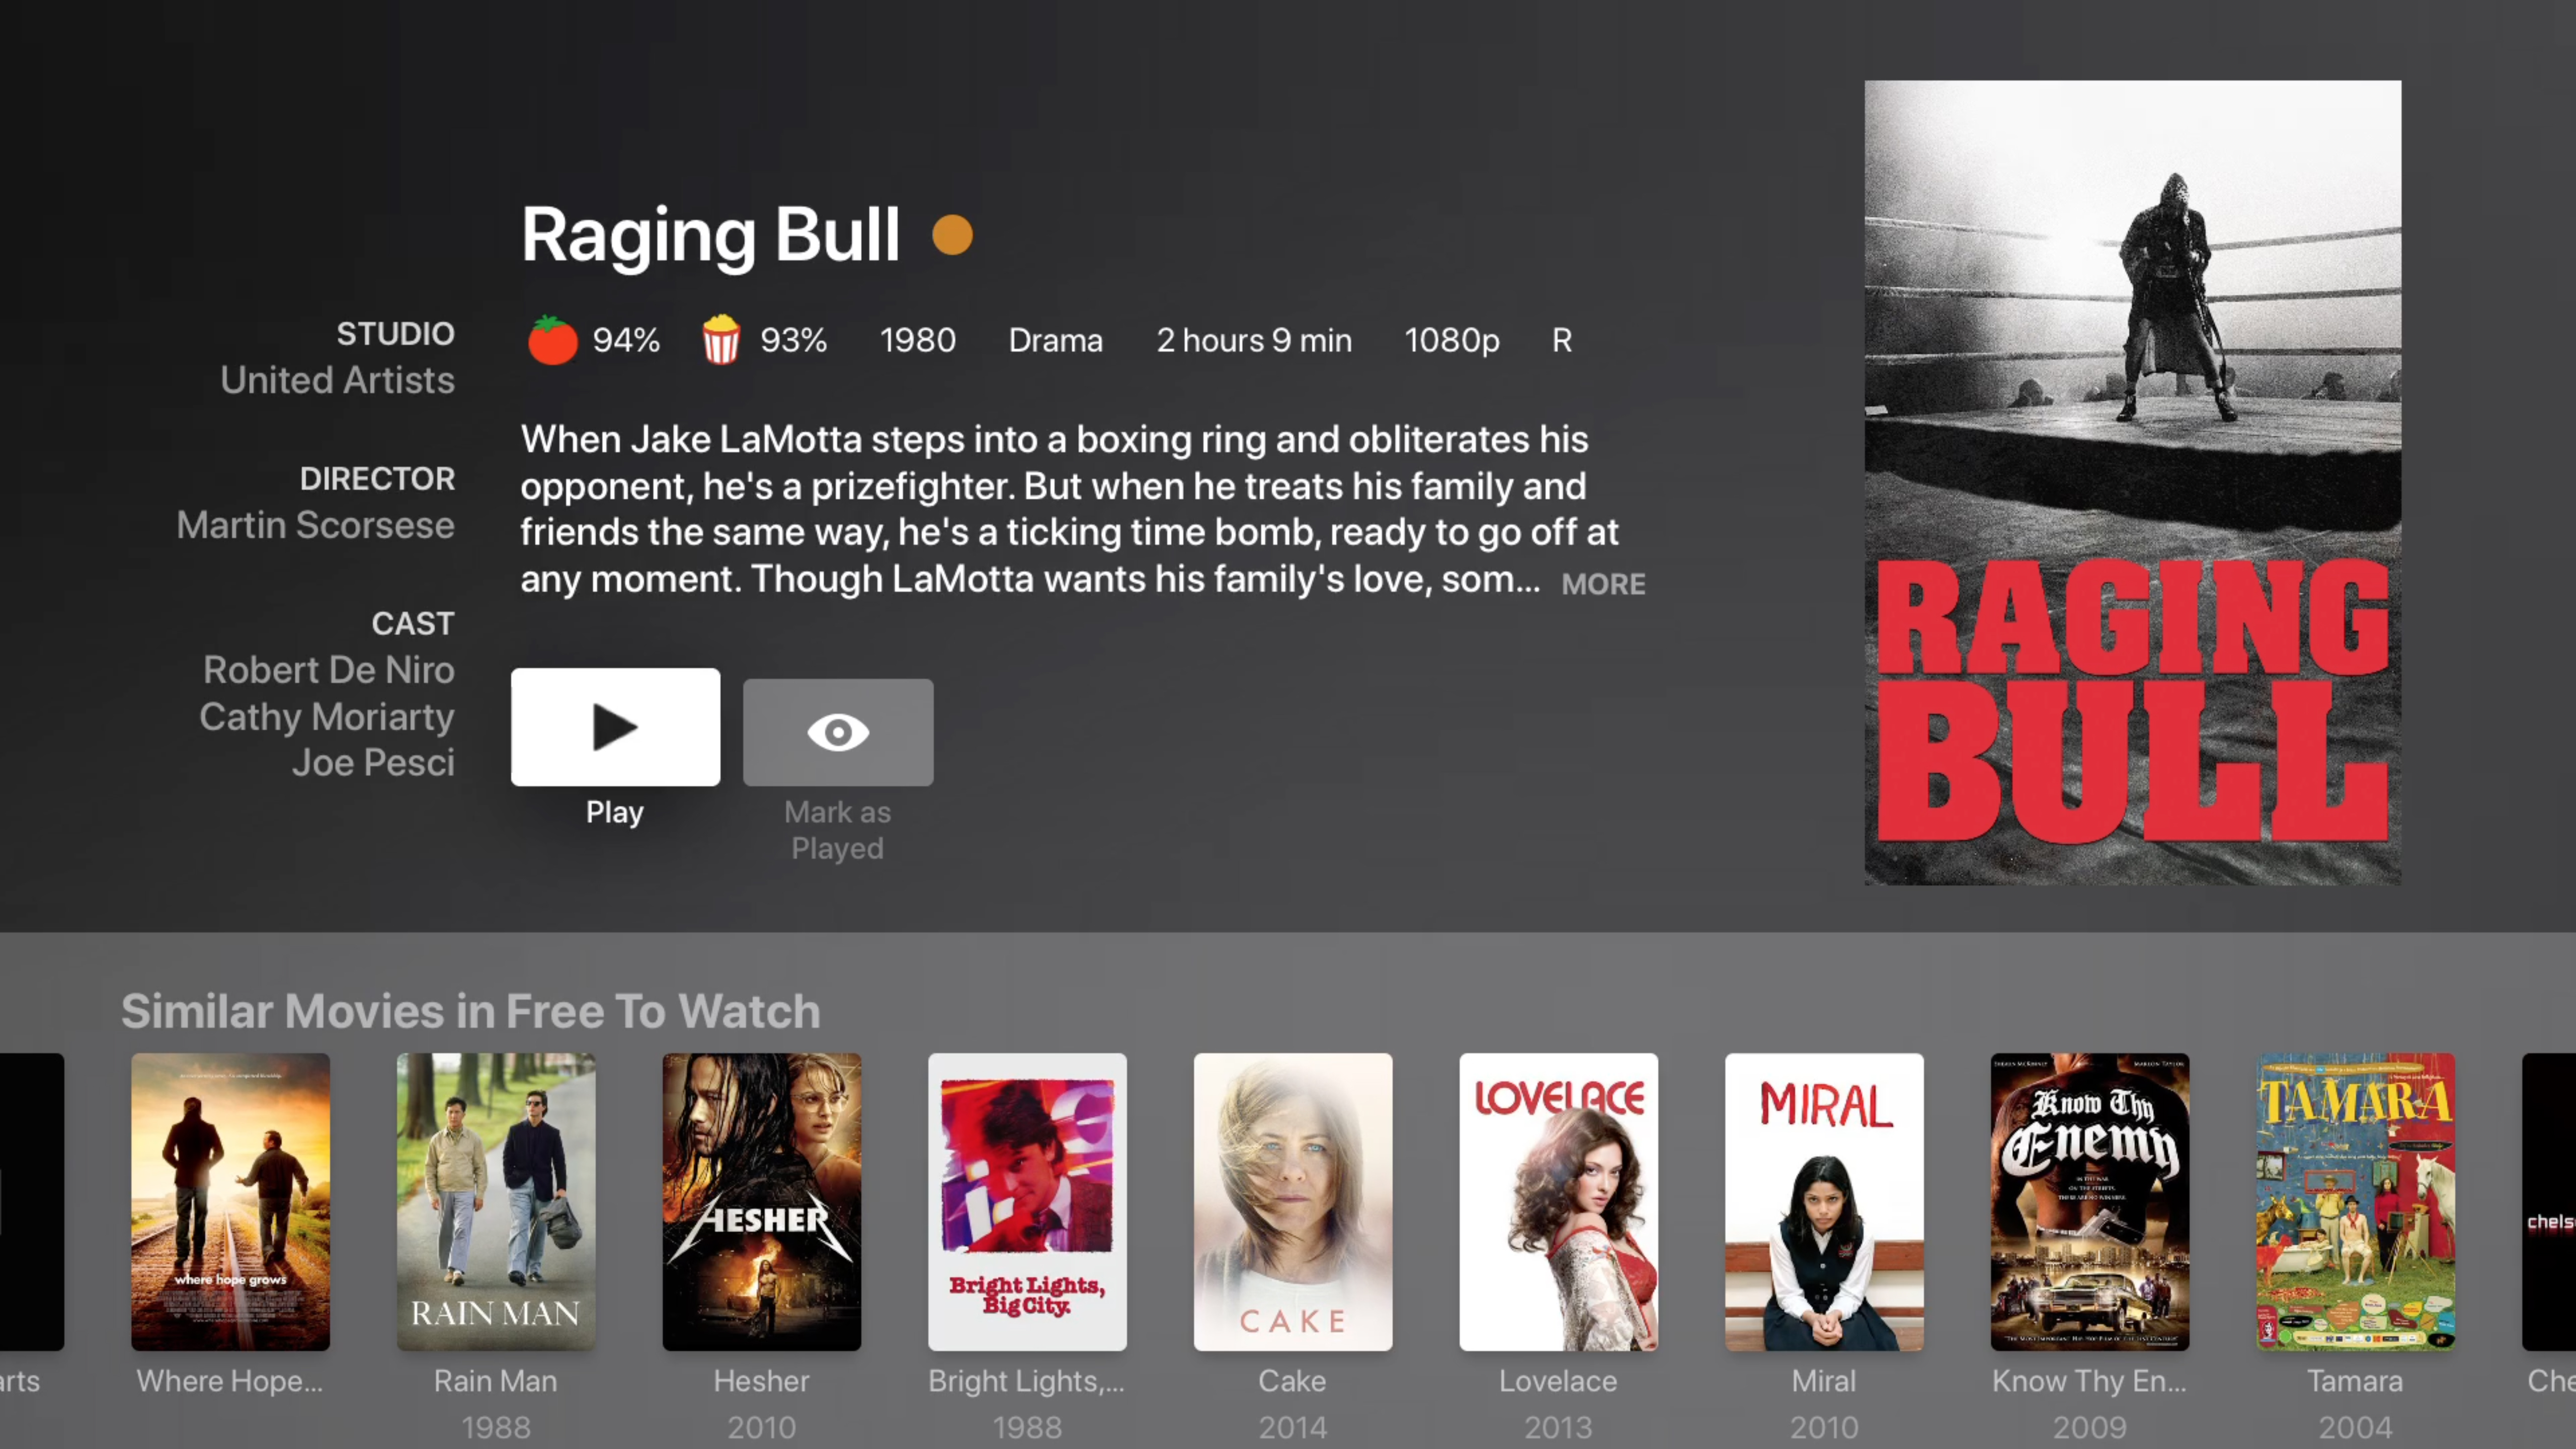 Raging Bull
94% 93% 1980 Drama 2 hours 9 min 1080p R
STUDIO
United Artists
DIRECTOR
Martin Scorsese
CAST
Robert De Niro
Cathy Moriarty
Joe Pesci
When Jake LaMotta steps into a boxing ring and obliterates his
opponent, he's a prizefighter. But when he treats his family and
friends the same way, he's a ticking time bomb, ready to go off at
any moment. Though LaMotta wants his family's love, som... MORE
Play
Mark as
Played
RAGING
BULL
Similar Movies in Free To Watch
where hope grows
RAIN MAN
HESHER
Bright Lights,
Big City.
CAKE
LOVELACE
MIRAL
Know Thy
Enemy
TAMARA
chels
arts
Where Hope...
Rain Man
1988
Hesher
2010
Bright Lights,...
1988
Cake
2014
Lovelace
2013
Miral
2010
Know Thy En...
2009
Tamara
2004
Che